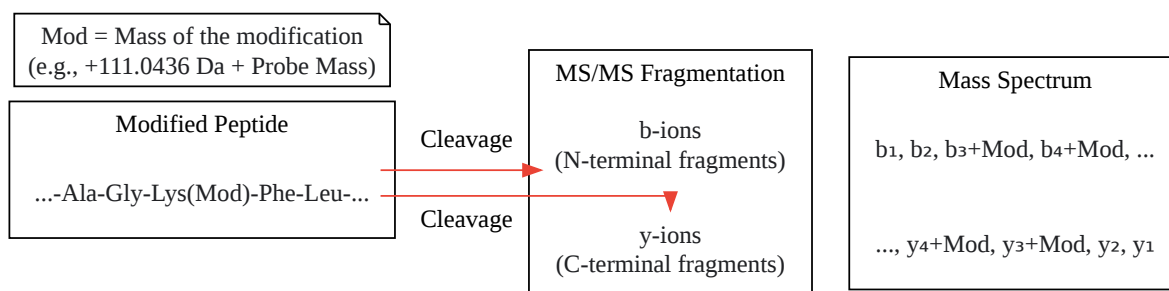 Mod = Mass of the modification
(e.g., +111.0436 Da + Probe Mass)
Modified Peptide
...-Ala-Gly-Lys(Mod)-Phe-Leu-...
Cleavage
Cleavage
MS/MS Fragmentation
b-ions
(N-terminal fragments)
y-ions
(C-terminal fragments)
Mass Spectrum
b₁, b₂, b₃+Mod, b₄+Mod, ...
..., y₄+Mod, y₃+Mod, y₂, y₁